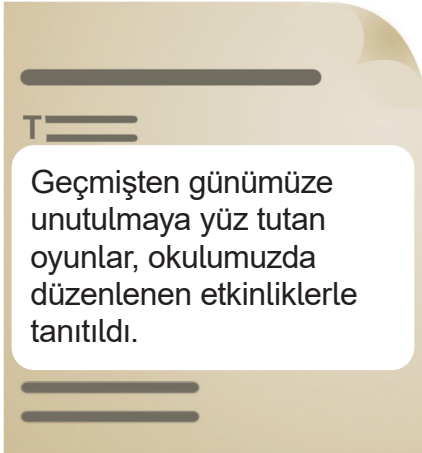 T
Geçmişten günümüze
unutulmaya yüz tutan
oyunlar, okulumuzda
düzenlenen etkinliklerle
tanıtıldı.